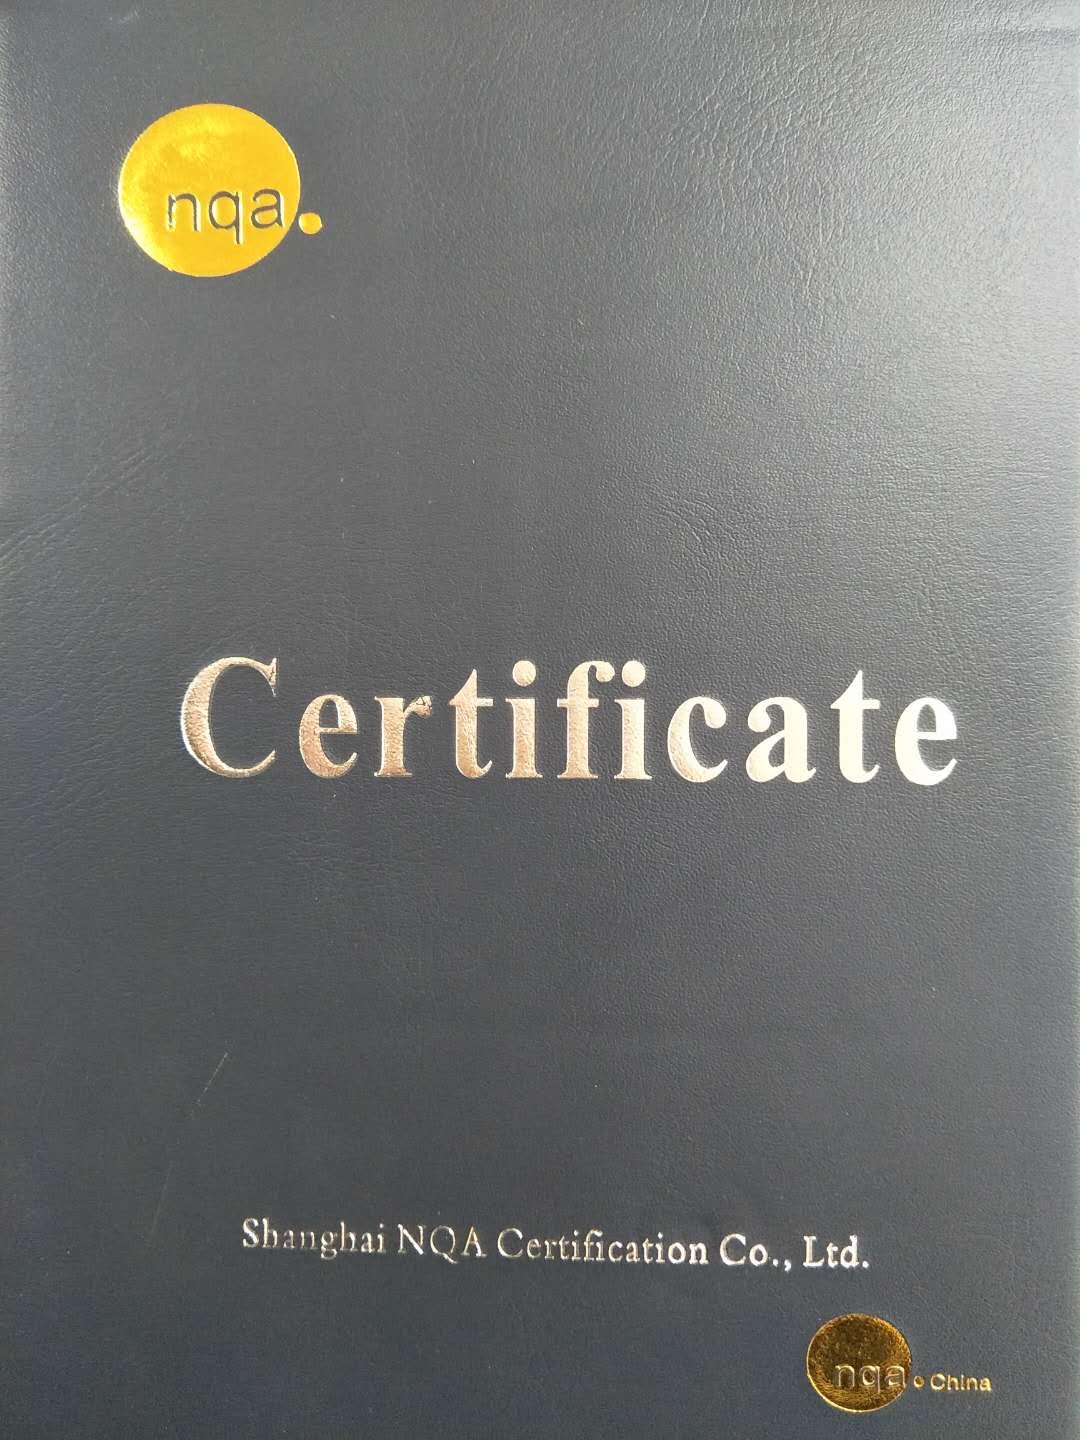 nqa.
Certificate
Shanghai NQA Certification Co., Ltd.
nqa. China